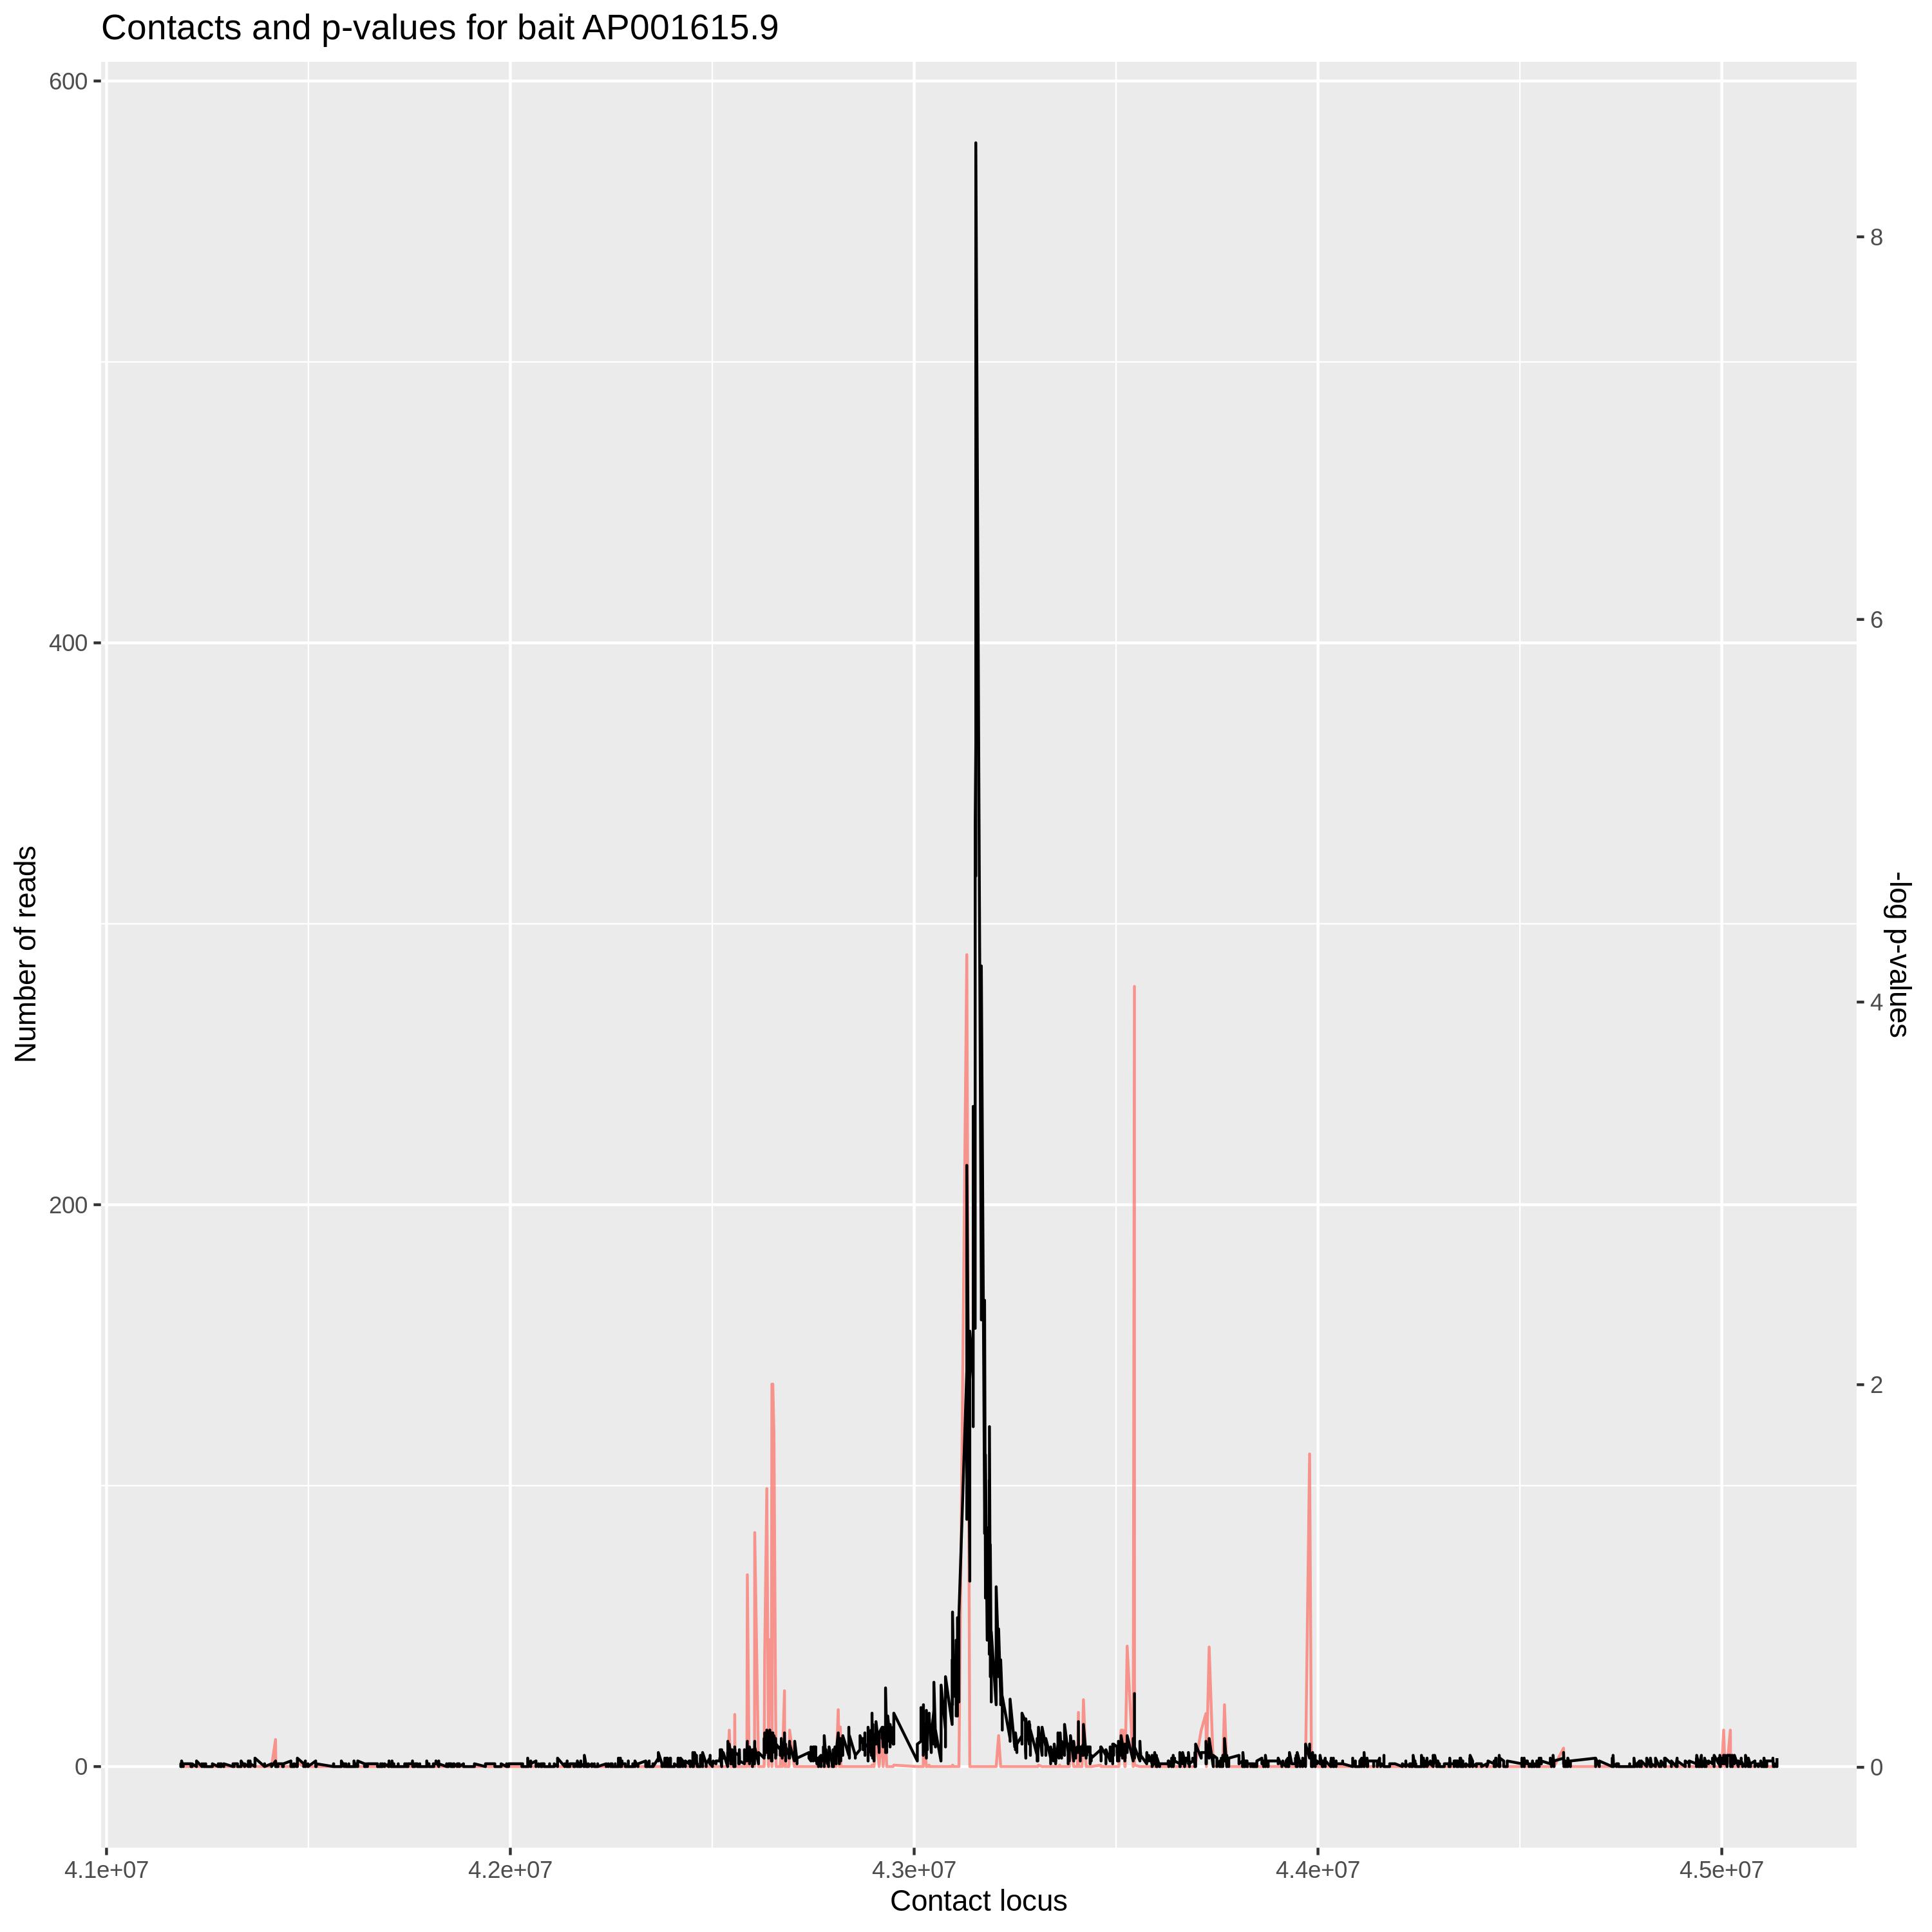 Contacts and p-values for bait AP001615.9
600
400
200
0
Number of reads
8
6
4
2
0
-log p-values
4.1e+07
4.2e+07
4.3e+07
4.4e+07
4.5e+07
Contact locus